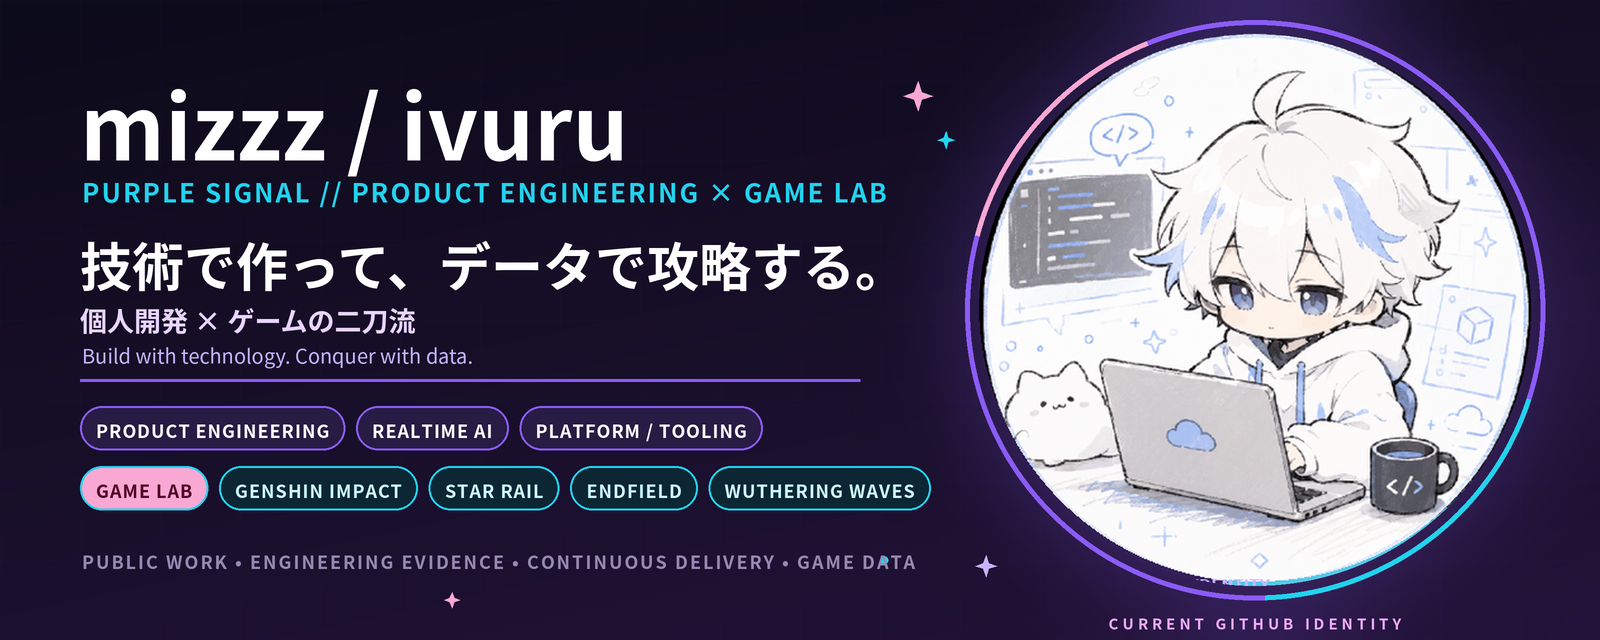 mizzz / ivuru
PURPLE SIGNAL // PRODUCT ENGINEERING × GAME LAB
技術で作って、データで攻略する。
個人開発 × ゲームの二刀流
Build with technology. Conquer with data.
PRODUCT ENGINEERING
REALTIME AI
PLATFORM / TOOLING
GAME LAB
GENSHIN IMPACT
STAR RAIL
ENDFIELD
WUTHERING WAVES
PUBLIC WORK • ENGINEERING EVIDENCE • CONTINUOUS DELIVERY • GAME DATA
</>
</>
CURRENT GITHUB IDENTITY